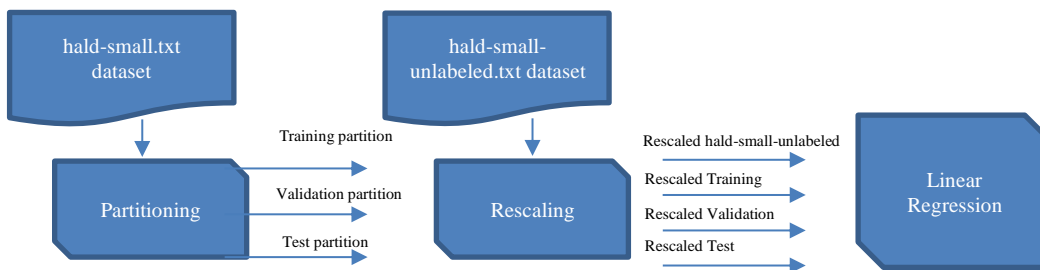 hald-small.txt
dataset
hald-small-
unlabeled.txt dataset
Training partition
Validation partition
Test partition
Partitioning
Rescaling
Rescaled hald-small-unlabeled
Rescaled Training
Rescaled Validation
Rescaled Test
Linear
Regression